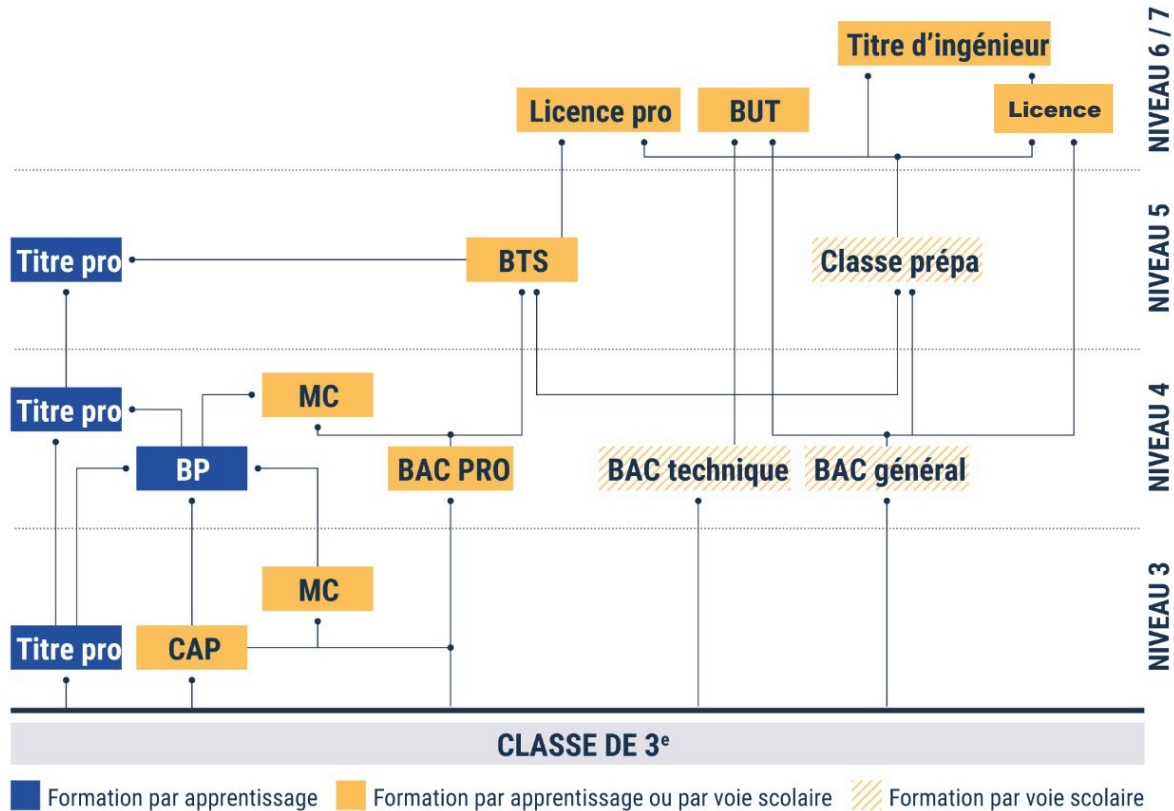 Titre d’ingénieur
Licence pro
BUT
Licence
NIVEAU 6 / 7
Titre pro
BTS
Classe prépa
NIVEAU 5
Titre pro
MC
BP
BAC PRO
BAC technique
BAC général
NIVEAU 4
MC
Titre pro
CAP
NIVEAU 3
CLASSE DE 3e
Formation par apprentissage
Formation par apprentissage ou par voie scolaire
Formation par voie scolaire